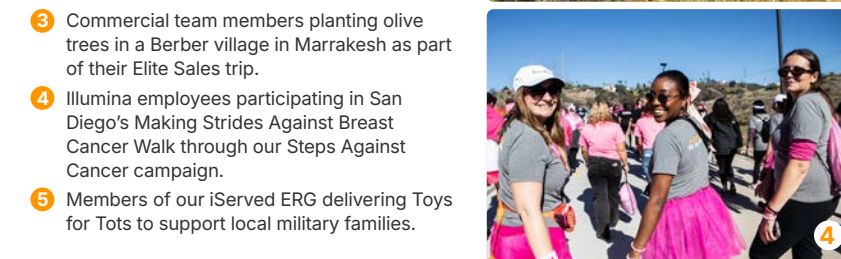 3 Commercial team members planting olive
trees in a Berber village in Marrakesh as part
of their Elite Sales trip.
4 Illumina employees participating in San
Diego’s Making Strides Against Breast
Cancer Walk through our Steps Against
Cancer campaign.
5 Members of our iServed ERG delivering Toys
for Tots to support local military families.
4